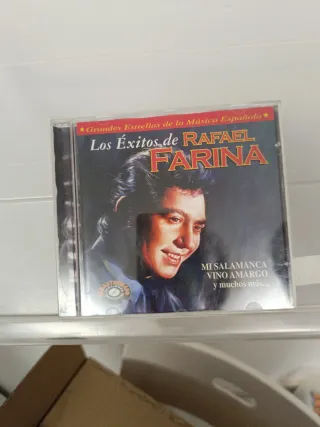 Grandes Estrellas de la Música Española
Los Éxitos de RAFAEL
FARINA
MI SALAMANCA
VINO AMARGO
y muchos más...